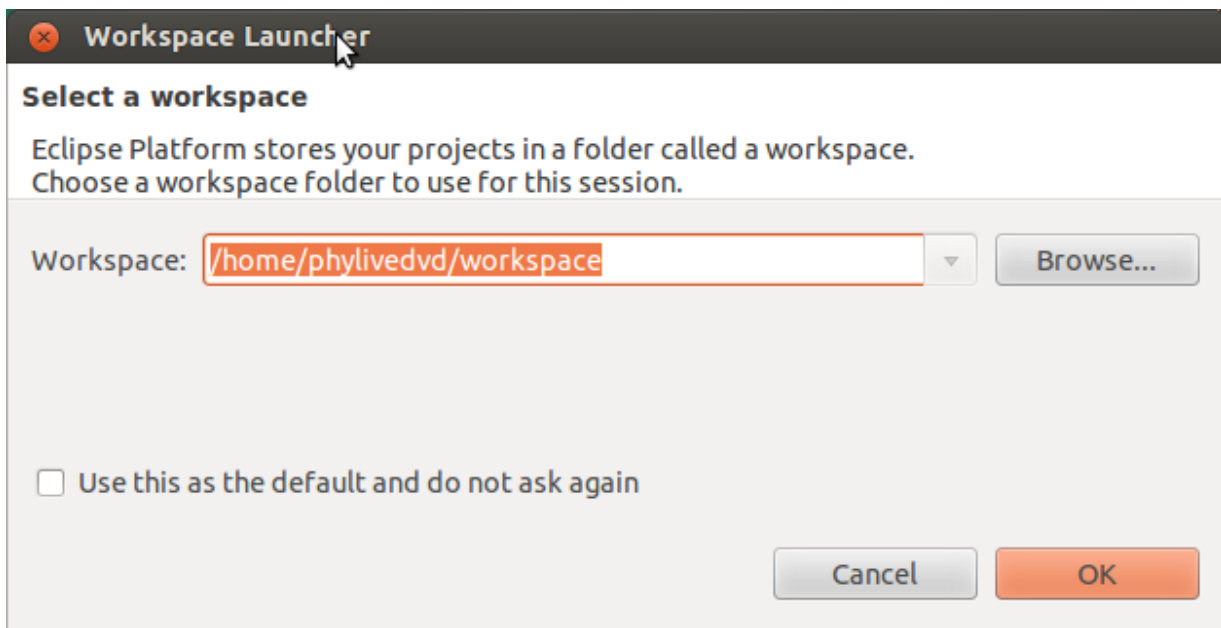 Workspace Launcher
Select a workspace
Eclipse Platform stores your projects in a folder called a workspace.
Choose a workspace folder to use for this session.
Workspace: /home/phylivedvd/workspace Browse...
Use this as the default and do not ask again
Cancel OK